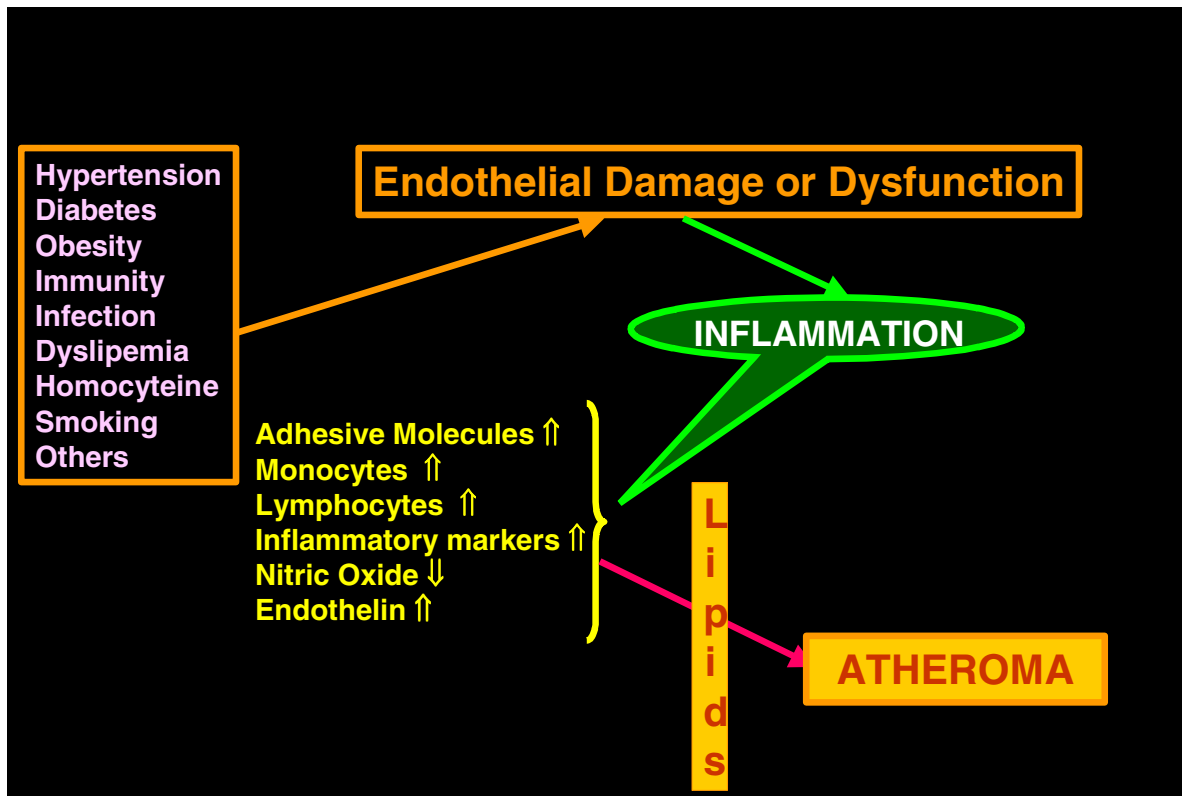 Hypertension
Diabetes
Obesity
Immunity
Infection
Dyslipemia
Homocyteine
Smoking
Others
Endothelial Damage or Dysfunction
INFLAMMATION
Adhesive Molecules ⇑
Monocytes ⇑
Lymphocytes ⇑
Inflammatory markers ⇑
Nitric Oxide ⇓
Endothelin ⇑
Lipids
ATHEROMA